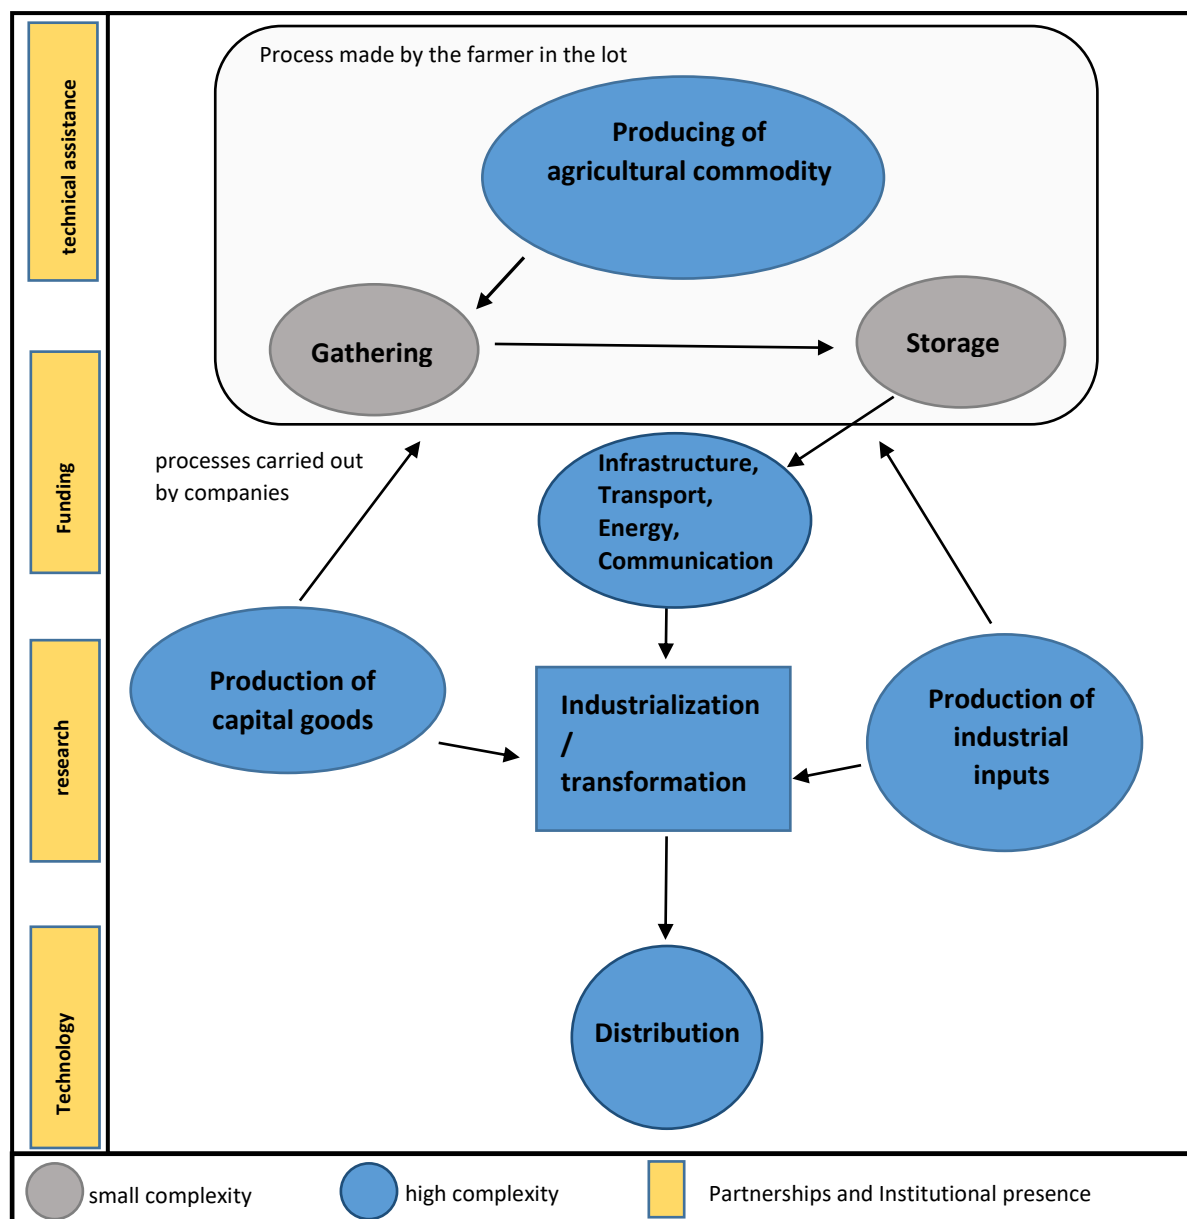 Process made by the farmer in the lot
Producing of
agricultural commodity
Gathering
Storage
technical assistance
Funding
research
Technology
processes carried out
by companies
Infrastructure,
Transport,
Energy,
Communication
Production of
capital goods
Industrialization
/
transformation
Production of
industrial
inputs
Distribution
small complexity
high complexity
Partnerships and Institutional presence